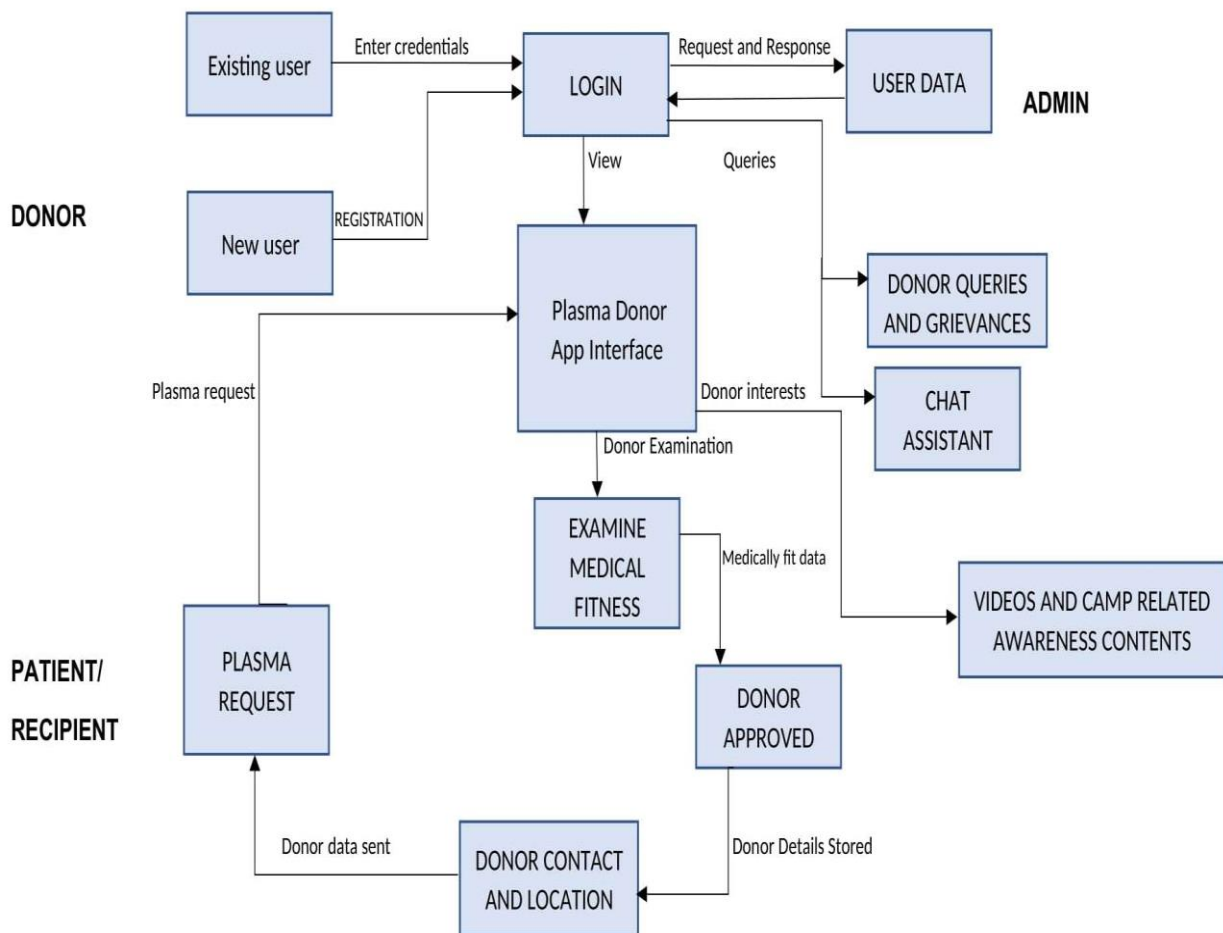 Existing user
Enter credentials
LOGIN
Request and Response
USER DATA
ADMIN
View
Queries
DONOR
New user
REGISTRATION
Plasma Donor
App Interface
DONOR QUERIES
AND GRIEVANCES
Plasma request
Donor interests
CHAT
ASSISTANT
Donor Examination
EXAMINE
MEDICAL
FITNESS
Medically fit data
VIDEOS AND CAMP RELATED
AWARENESS CONTENTS
PATIENT/
RECIPIENT
PLASMA
REQUEST
DONOR
APPROVED
Donor data sent
DONOR CONTACT
AND LOCATION
Donor Details Stored